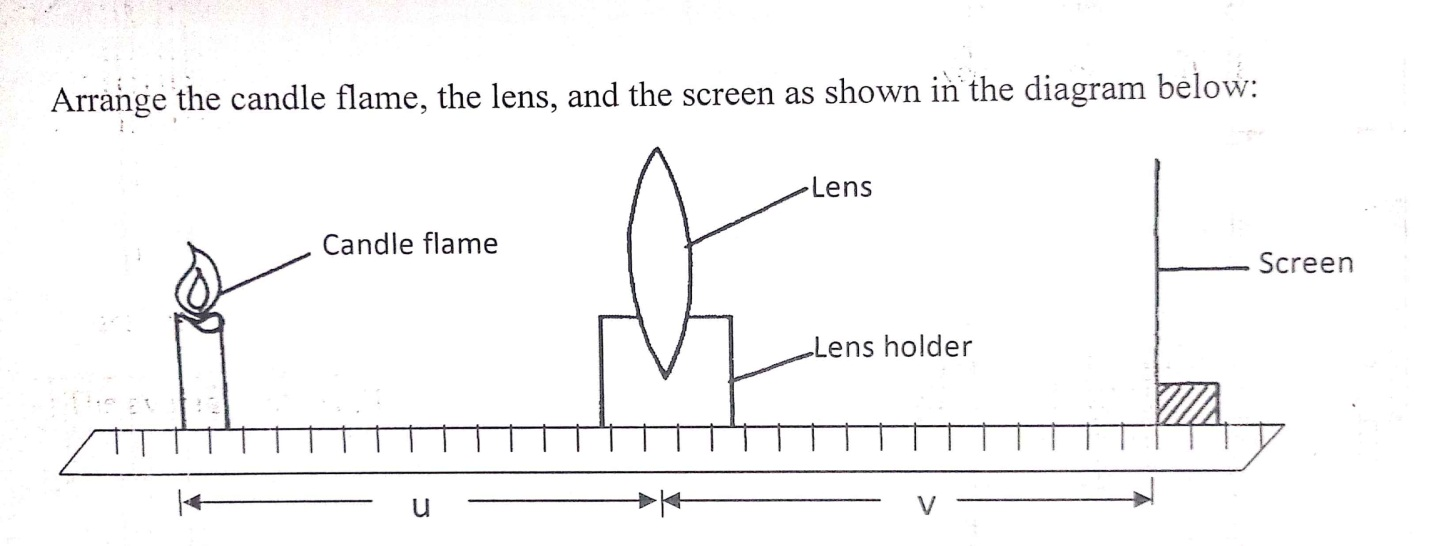 Arrange the candle flame, the lens, and the screen as shown in the diagram below:
Lens
Candle flame
Screen
Lens holder
u
v